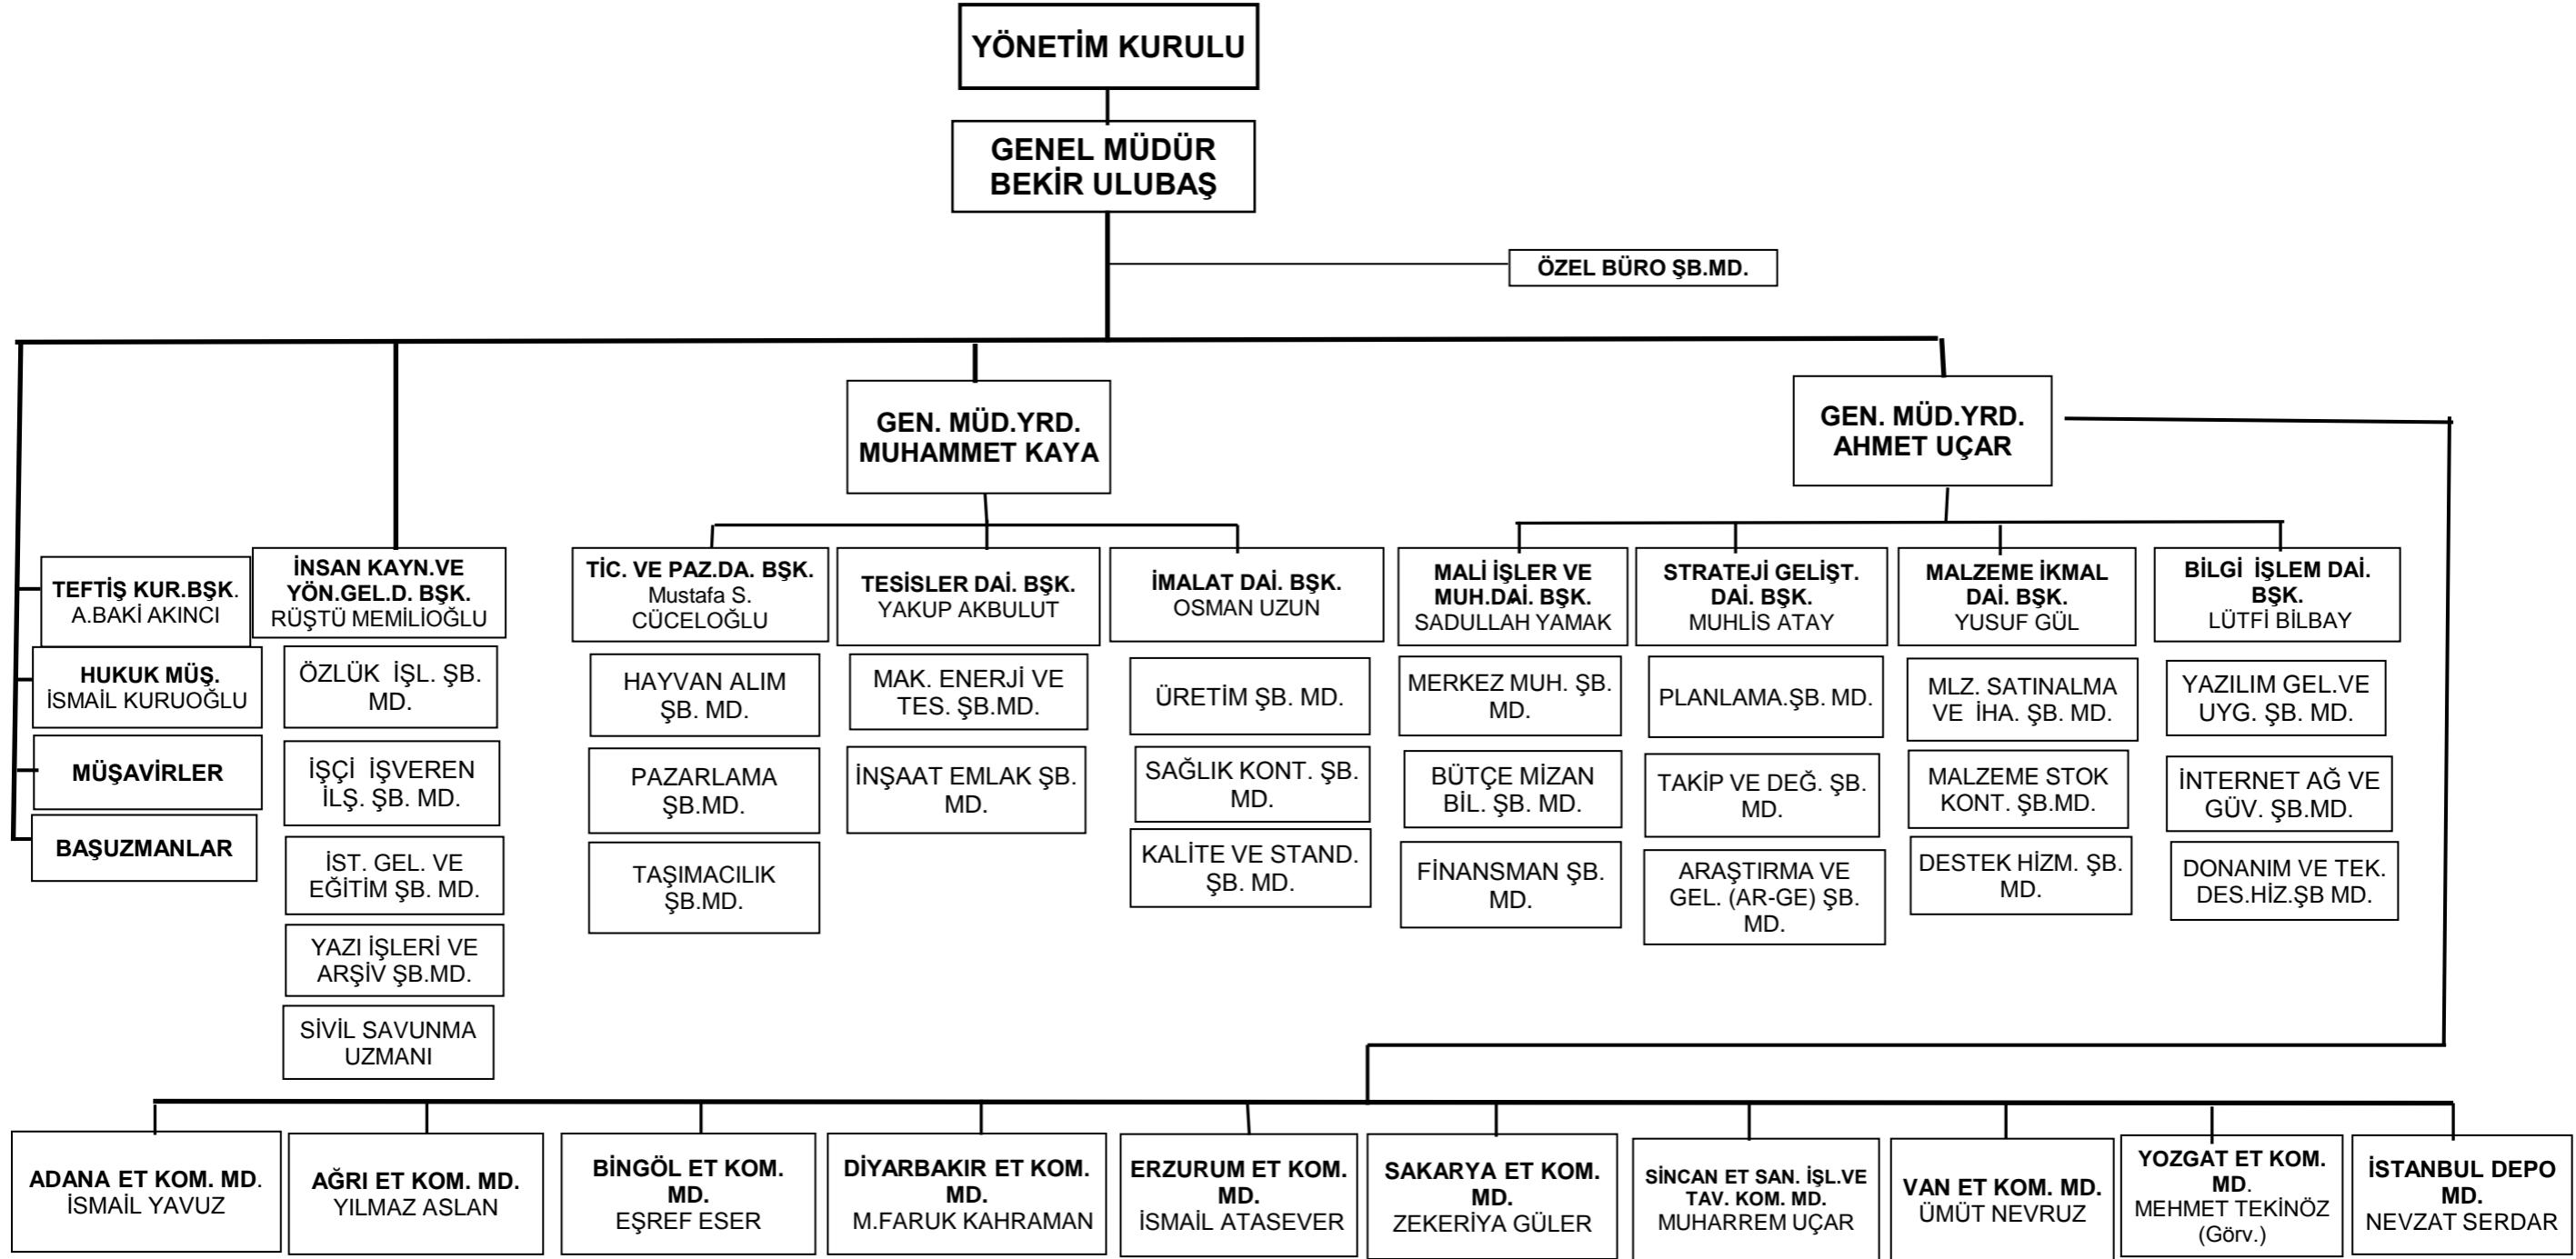 YÖNETİM KURULU
GENEL MÜDÜR
BEKİR ULUBAŞ
ÖZEL BÜRO ŞB.MD.
GEN. MÜD.YRD.
MUHAMMET KAYA
GEN. MÜD.YRD.
AHMET UÇAR
TEFTİŞ KUR.BŞK.
A.BAKİ AKINCI
HUKUK MÜŞ.
İSMAİL KURUOĞLU
MÜŞAVİRLER
BAŞUZMANLAR
İNSAN KAYN.VE
YÖN.GEL.D. BŞK.
RÜŞTÜ MEMİLİOĞLU
ÖZLÜK İŞL. ŞB.
MD.
İŞÇİ İŞVEREN
İLŞ. ŞB. MD.
İST. GEL. VE
EĞİTİM ŞB. MD.
YAZI İŞLERİ VE
ARŞİV ŞB.MD.
SİVİL SAVUNMA
UZMANI
TİC. VE PAZ.DA. BŞK.
Mustafa S.
CÜCELOĞLU
HAYVAN ALIM
ŞB. MD.
PAZARLAMA
ŞB.MD.
TAŞIMACILIK
ŞB.MD.
TESİSLER DAİ. BŞK.
YAKUP AKBULUT
MAK. ENERJİ VE
TES. ŞB.MD.
İNŞAAT EMLAK ŞB.
MD.
İMALAT DAİ. BŞK.
OSMAN UZUN
ÜRETİM ŞB. MD.
SAĞLIK KONT. ŞB.
MD.
KALİTE VE STAND.
ŞB. MD.
MALİ İŞLER VE
MUH.DAİ. BŞK.
SADULLAH YAMAK
MERKEZ MUH. ŞB.
MD.
BÜTÇE MİZAN
BİL. ŞB. MD.
FİNANSMAN ŞB.
MD.
STRATEJİ GELİŞT.
DAİ. BŞK.
MUHLİS ATAY
PLANLAMA.ŞB. MD.
TAKİP VE DEĞ. ŞB.
MD.
ARAŞTIRMA VE
GEL. (AR-GE) ŞB.
MD.
MALZEME İKMAL
DAİ. BŞK.
YUSUF GÜL
MLZ. SATINALMA
VE İHA. ŞB. MD.
MALZEME STOK
KONT. ŞB.MD.
DESTEK HİZM. ŞB.
MD.
BİLGİ İŞLEM DAİ.
BŞK.
LÜTFİ BİLBAY
YAZILIM GEL.VE
UYG. ŞB. MD.
İNTERNET AĞ VE
GÜV. ŞB.MD.
DONANIM VE TEK.
DES.HİZ.ŞB MD.
ADANA ET KOM. MD.
İSMAİL YAVUZ
AĞRI ET KOM. MD.
YILMAZ ASLAN
BİNGÖL ET KOM.
MD.
EŞREF ESER
DİYARBAKIR ET KOM.
MD.
M.FARUK KAHRAMAN
ERZURUM ET KOM.
MD.
İSMAİL ATASEVER
SAKARYA ET KOM.
MD.
ZEKERİYA GÜLER
SİNCAN ET SAN. İŞL.VE
TAV. KOM. MD.
MUHARREM UÇAR
VAN ET KOM. MD.
ÜMÜT NEVRUZ
YOZGAT ET KOM.
MD.
MEHMET TEKİNÖZ
(Görv.)
İSTANBUL DEPO
MD.
NEVZAT SERDAR